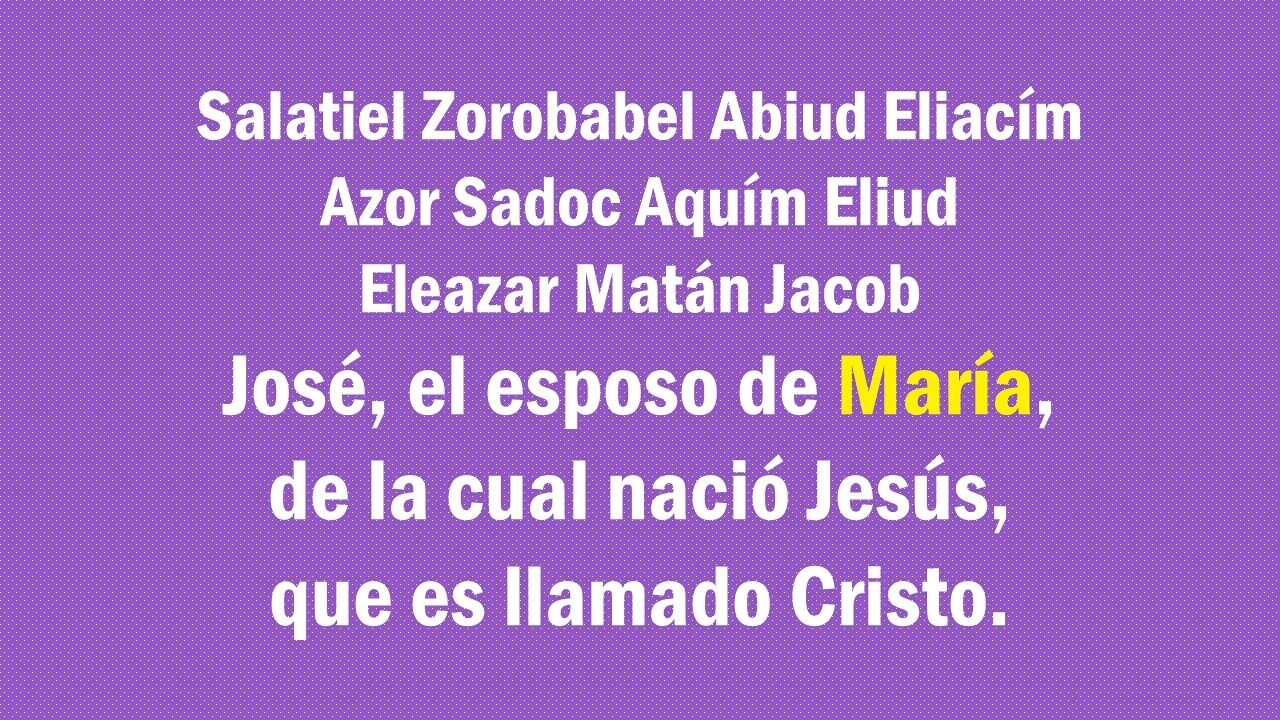 Salatiel Zorobabel Abiud Eliacím
Azor Sadoc Aquím Eliud
Eleazar Matán Jacob
José, el esposo de María,
de la cual nació Jesús,
que es llamado Cristo.